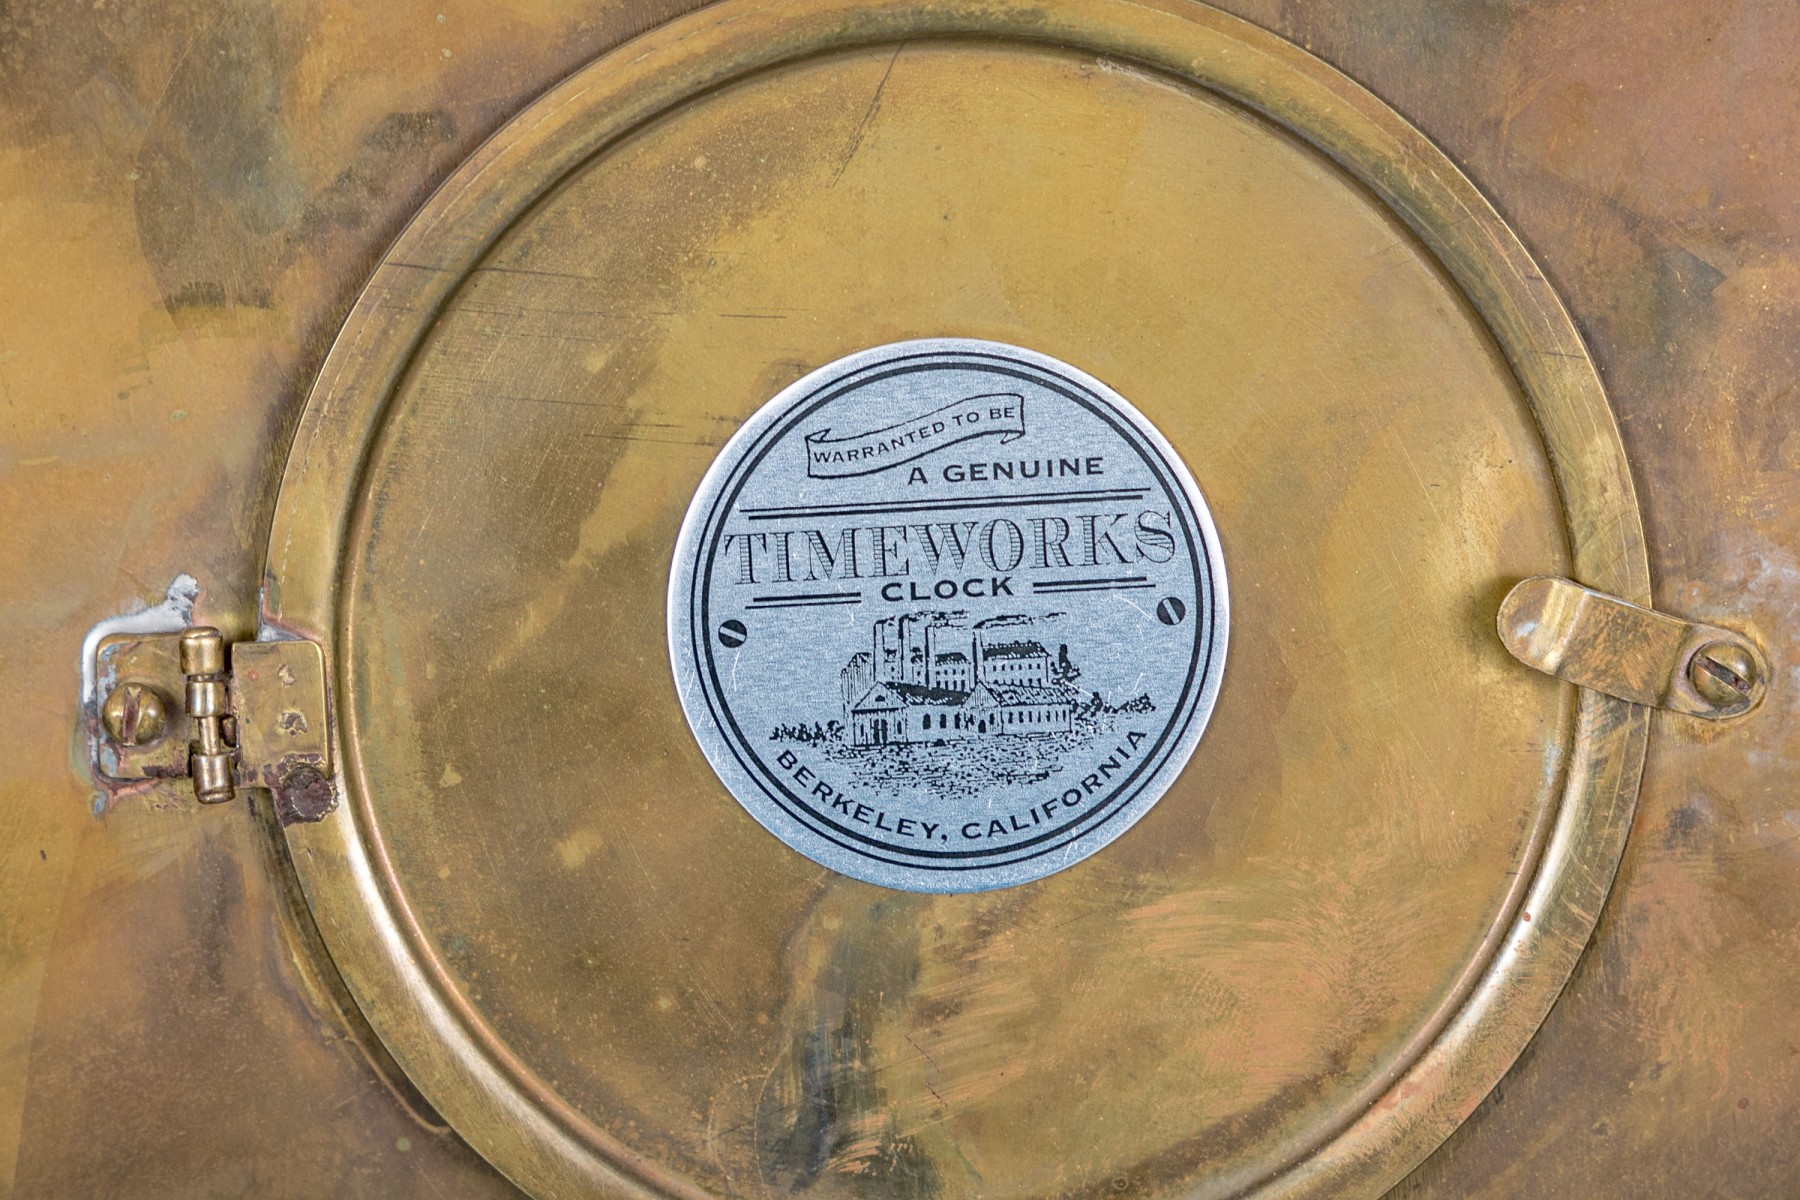 WARRANTED TO BE
A GENUINE
TIMEWORKS
CLOCK
BERKELEY, CALIFORNIA